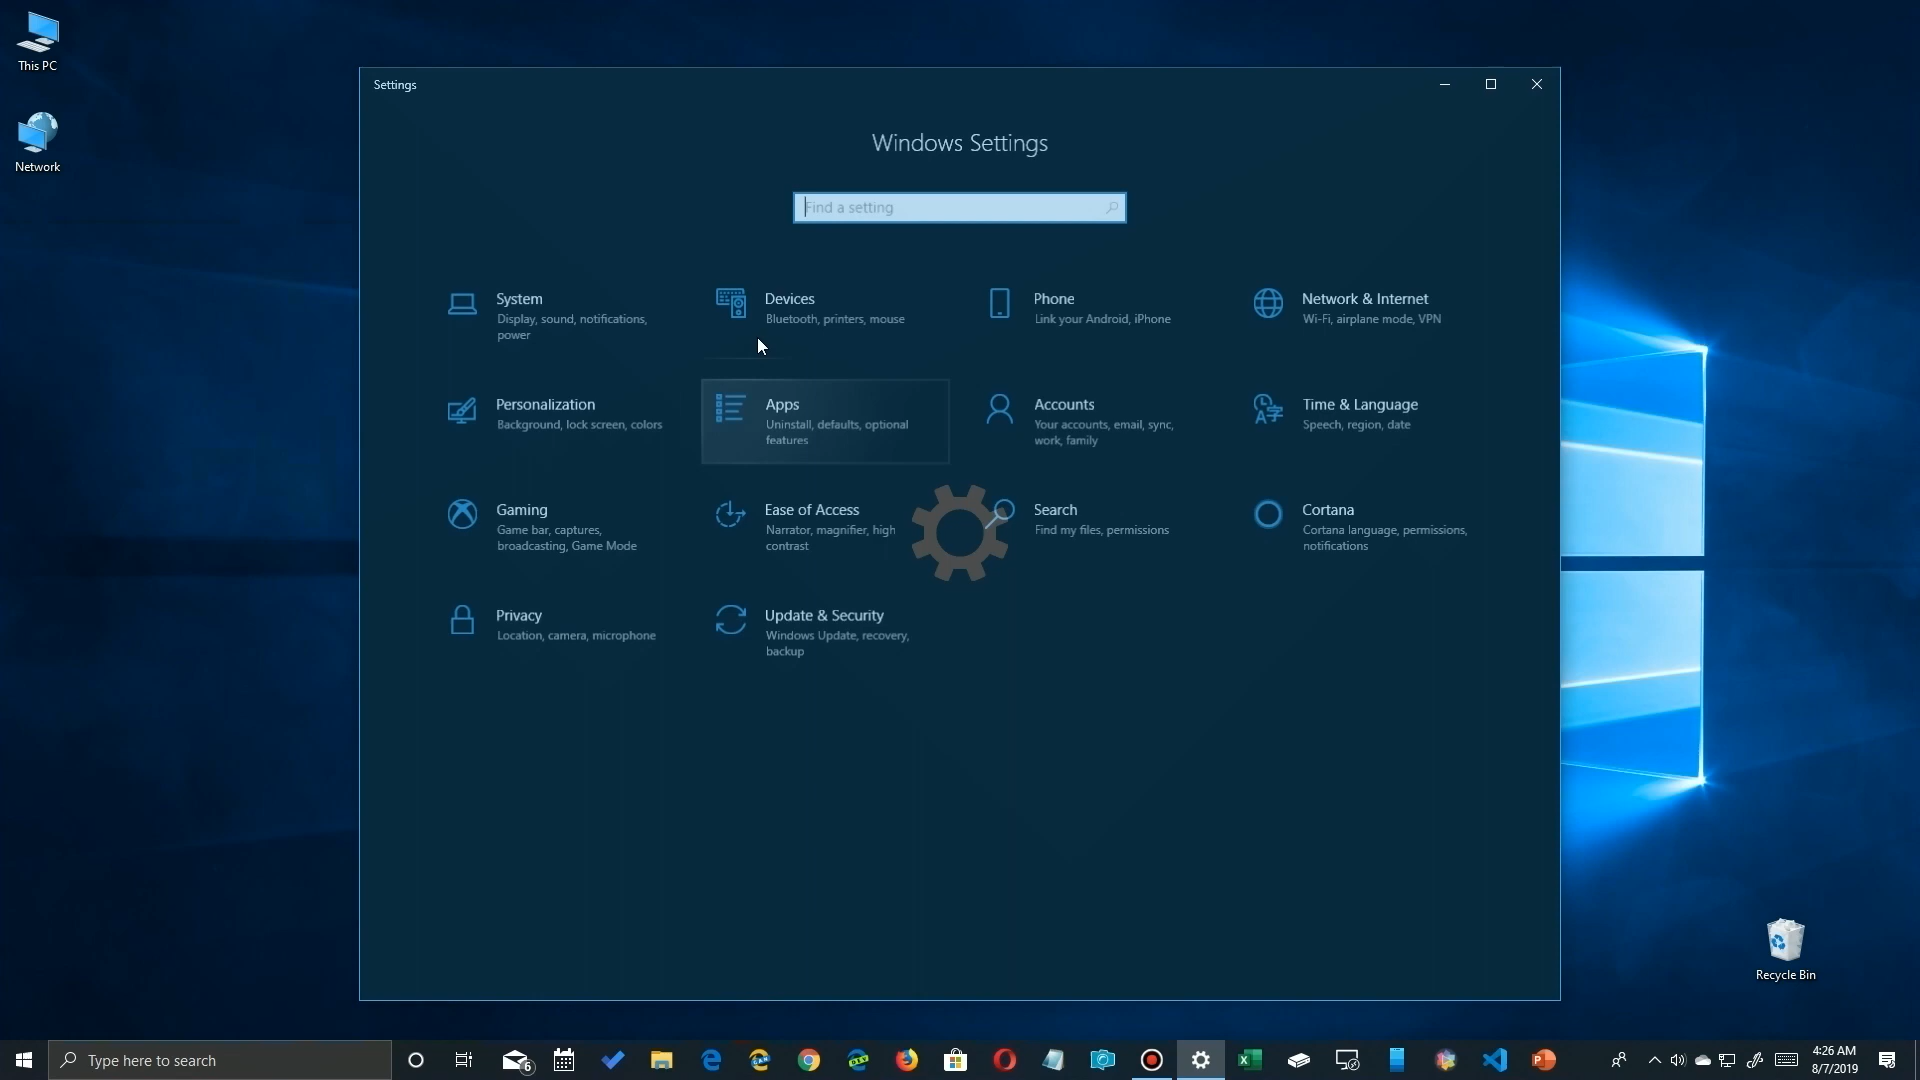 This PC
Network
Settings
Windows Settings
Find a setting
System
Display, sound, notifications,
power
Devices
Bluetooth, printers, mouse
Phone
Link your Android, iPhone
Network & Internet
Wi-Fi, airplane mode, VPN
Personalization
Background, lock screen, colors
Apps
Uninstall, defaults, optional
features
Accounts
Your accounts, email, sync,
work, family
Time & Language
Speech, region, date
Gaming
Game bar, captures,
broadcasting, Game Mode
Ease of Access
Narrator, magnifier, high
contrast
Search
Find my files, permissions
Cortana
Cortana language, permissions,
notifications
Privacy
Location, camera, microphone
Update & Security
Windows Update, recovery,
backup
Recycle Bin
Type here to search
6
CAN
DEV
4:26 AM
8/7/2019